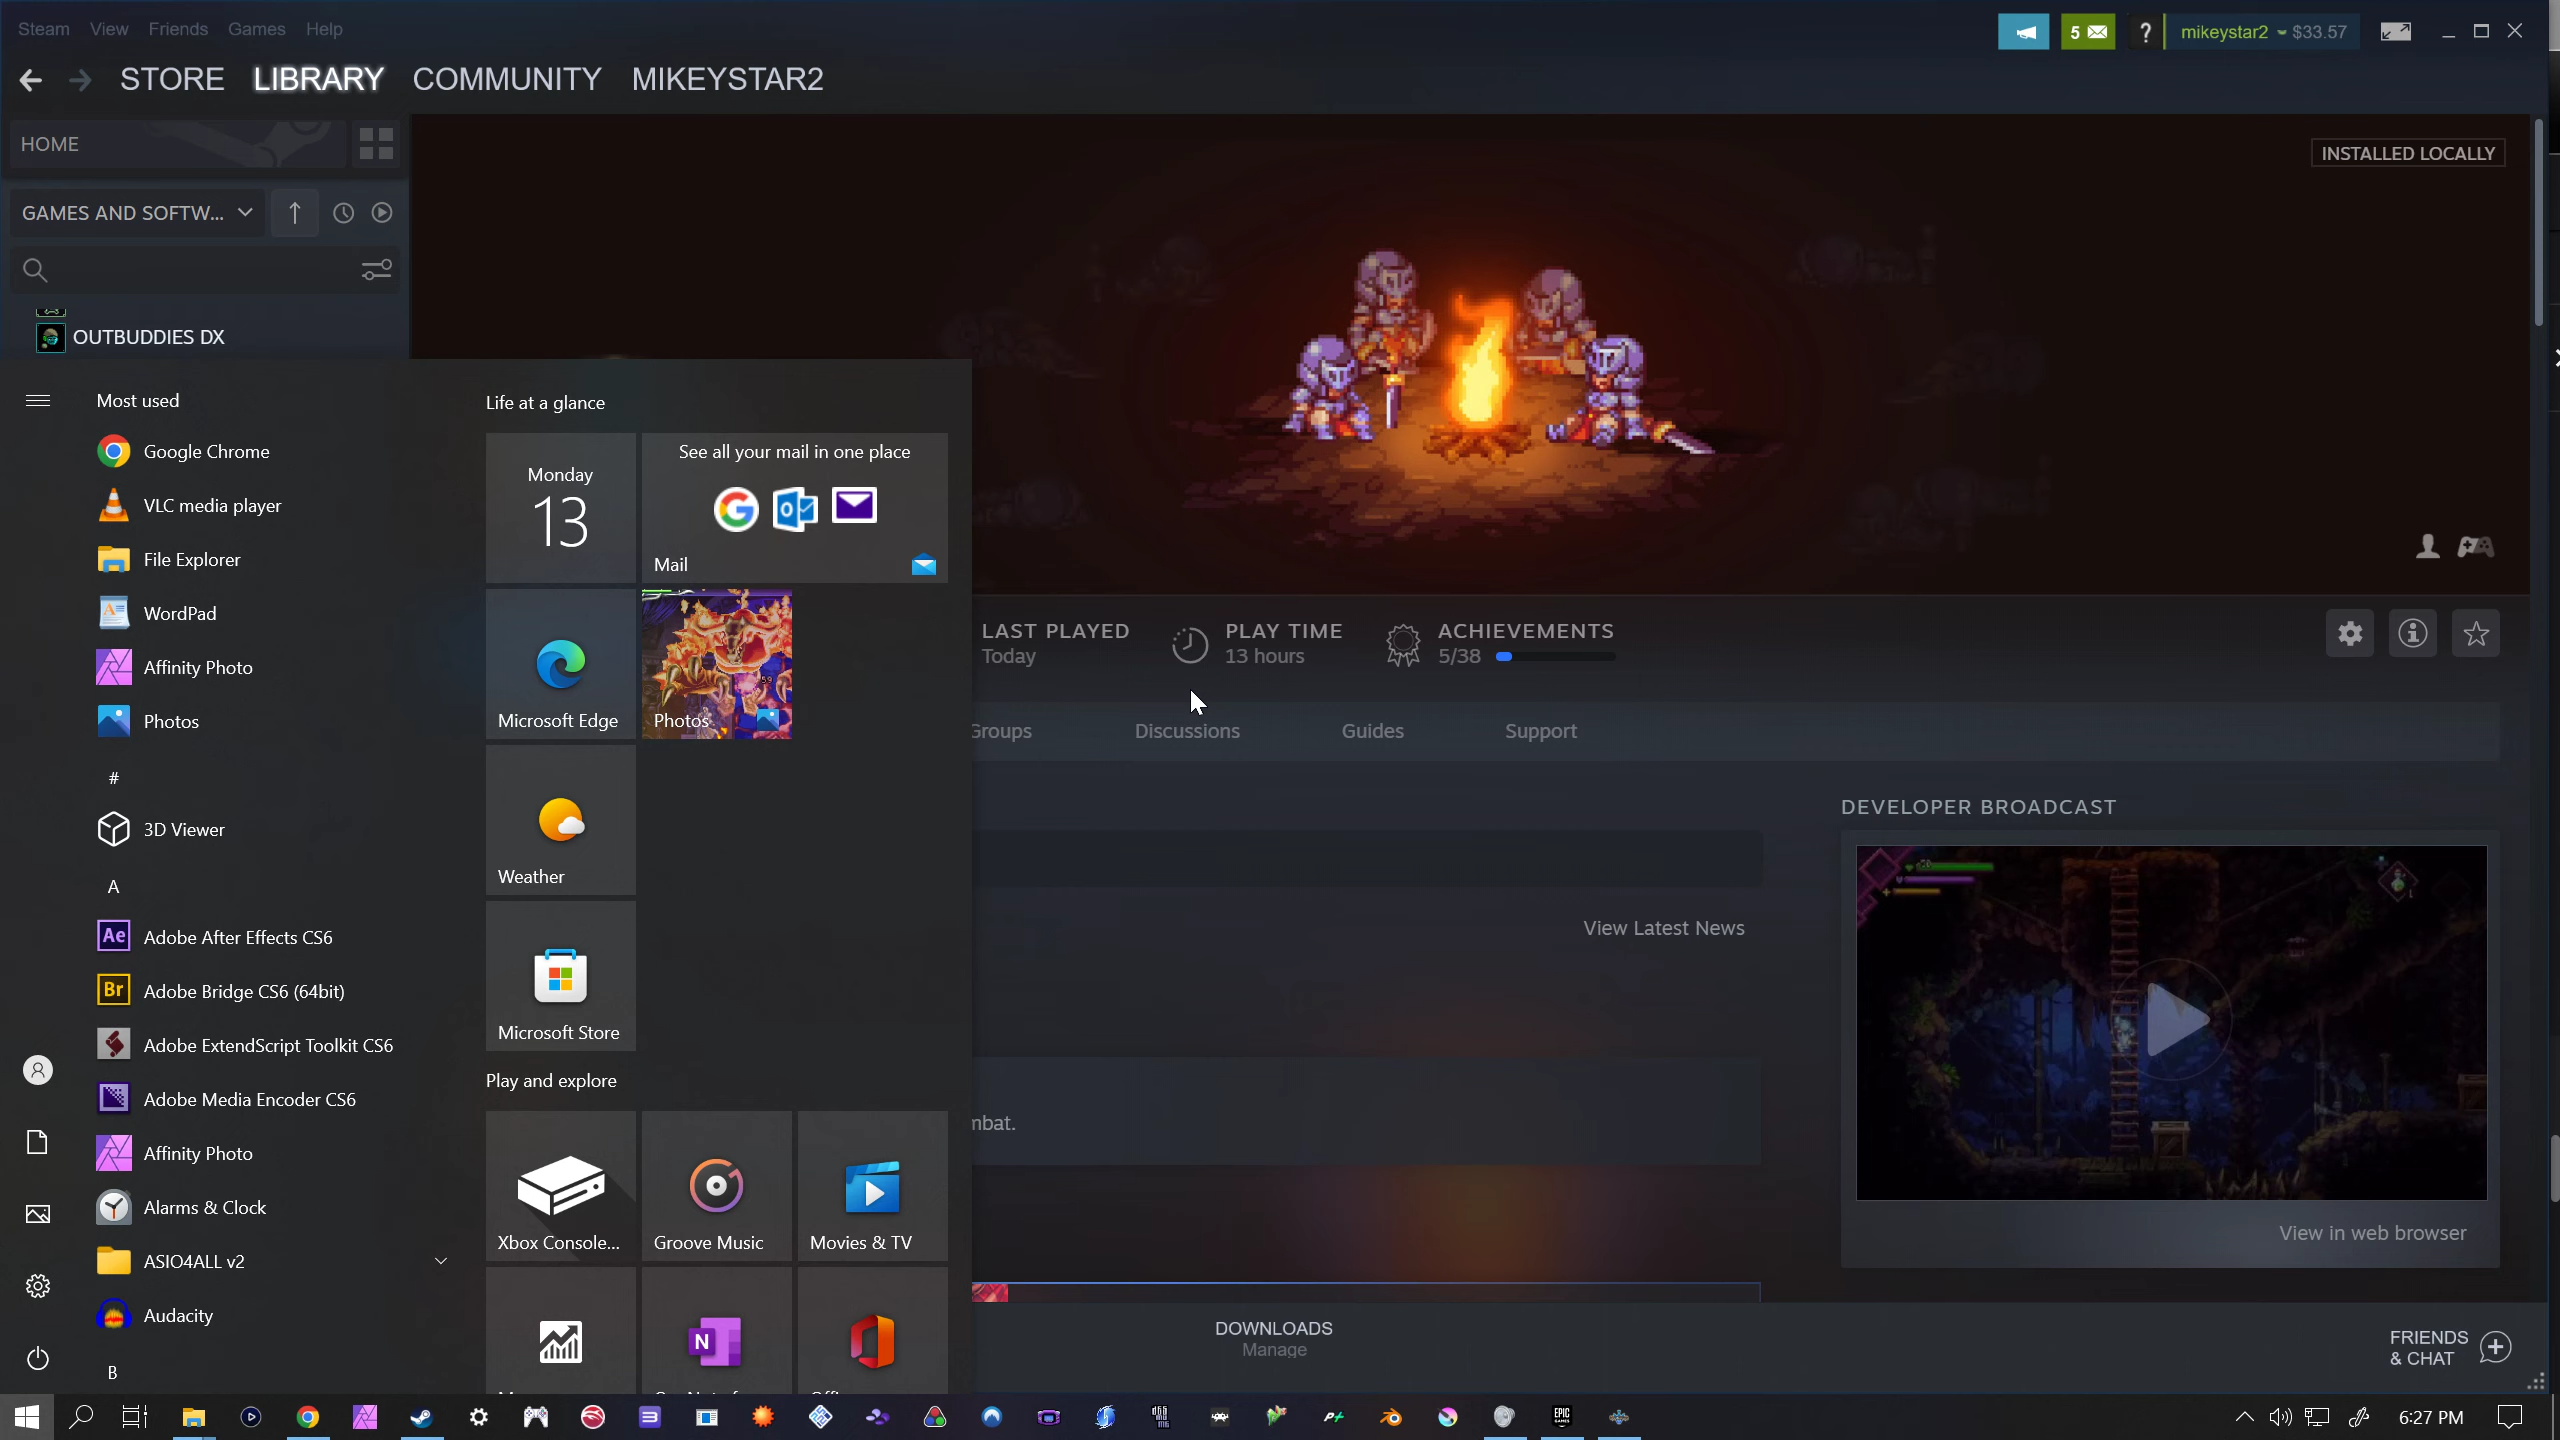 Steam View Friends Games Help
5 ? mikeystar2 $33.57
STORE LIBRARY COMMUNITY MIKEYSTAR2
HOME
INSTALLED LOCALLY
GAMES AND SOFTW...
OUTBUDDIES DX
Most used
Google Chrome
VLC media player
File Explorer
WordPad
Affinity Photo
Photos
#
3D Viewer
A
Ae Adobe After Effects CS6
Br Adobe Bridge CS6 (64bit)
Adobe ExtendScript Toolkit CS6
Adobe Media Encoder CS6
Affinity Photo
Alarms & Clock
ASIO4ALL v2
Audacity
B
Life at a glance
Monday
13
See all your mail in one place
Mail
Microsoft Edge
Photos
59
Weather
Microsoft Store
Play and explore
Xbox Console...
Groove Music
Movies & TV
N
LAST PLAYED
Today
PLAY TIME
13 hours
ACHIEVEMENTS
5/38
Groups
Discussions
Guides
Support
DEVELOPER BROADCAST
View Latest News
mbat.
View in web browser
DOWNLOADS
Manage
FRIENDS
& CHAT
EPIC
GAMES
6:27 PM